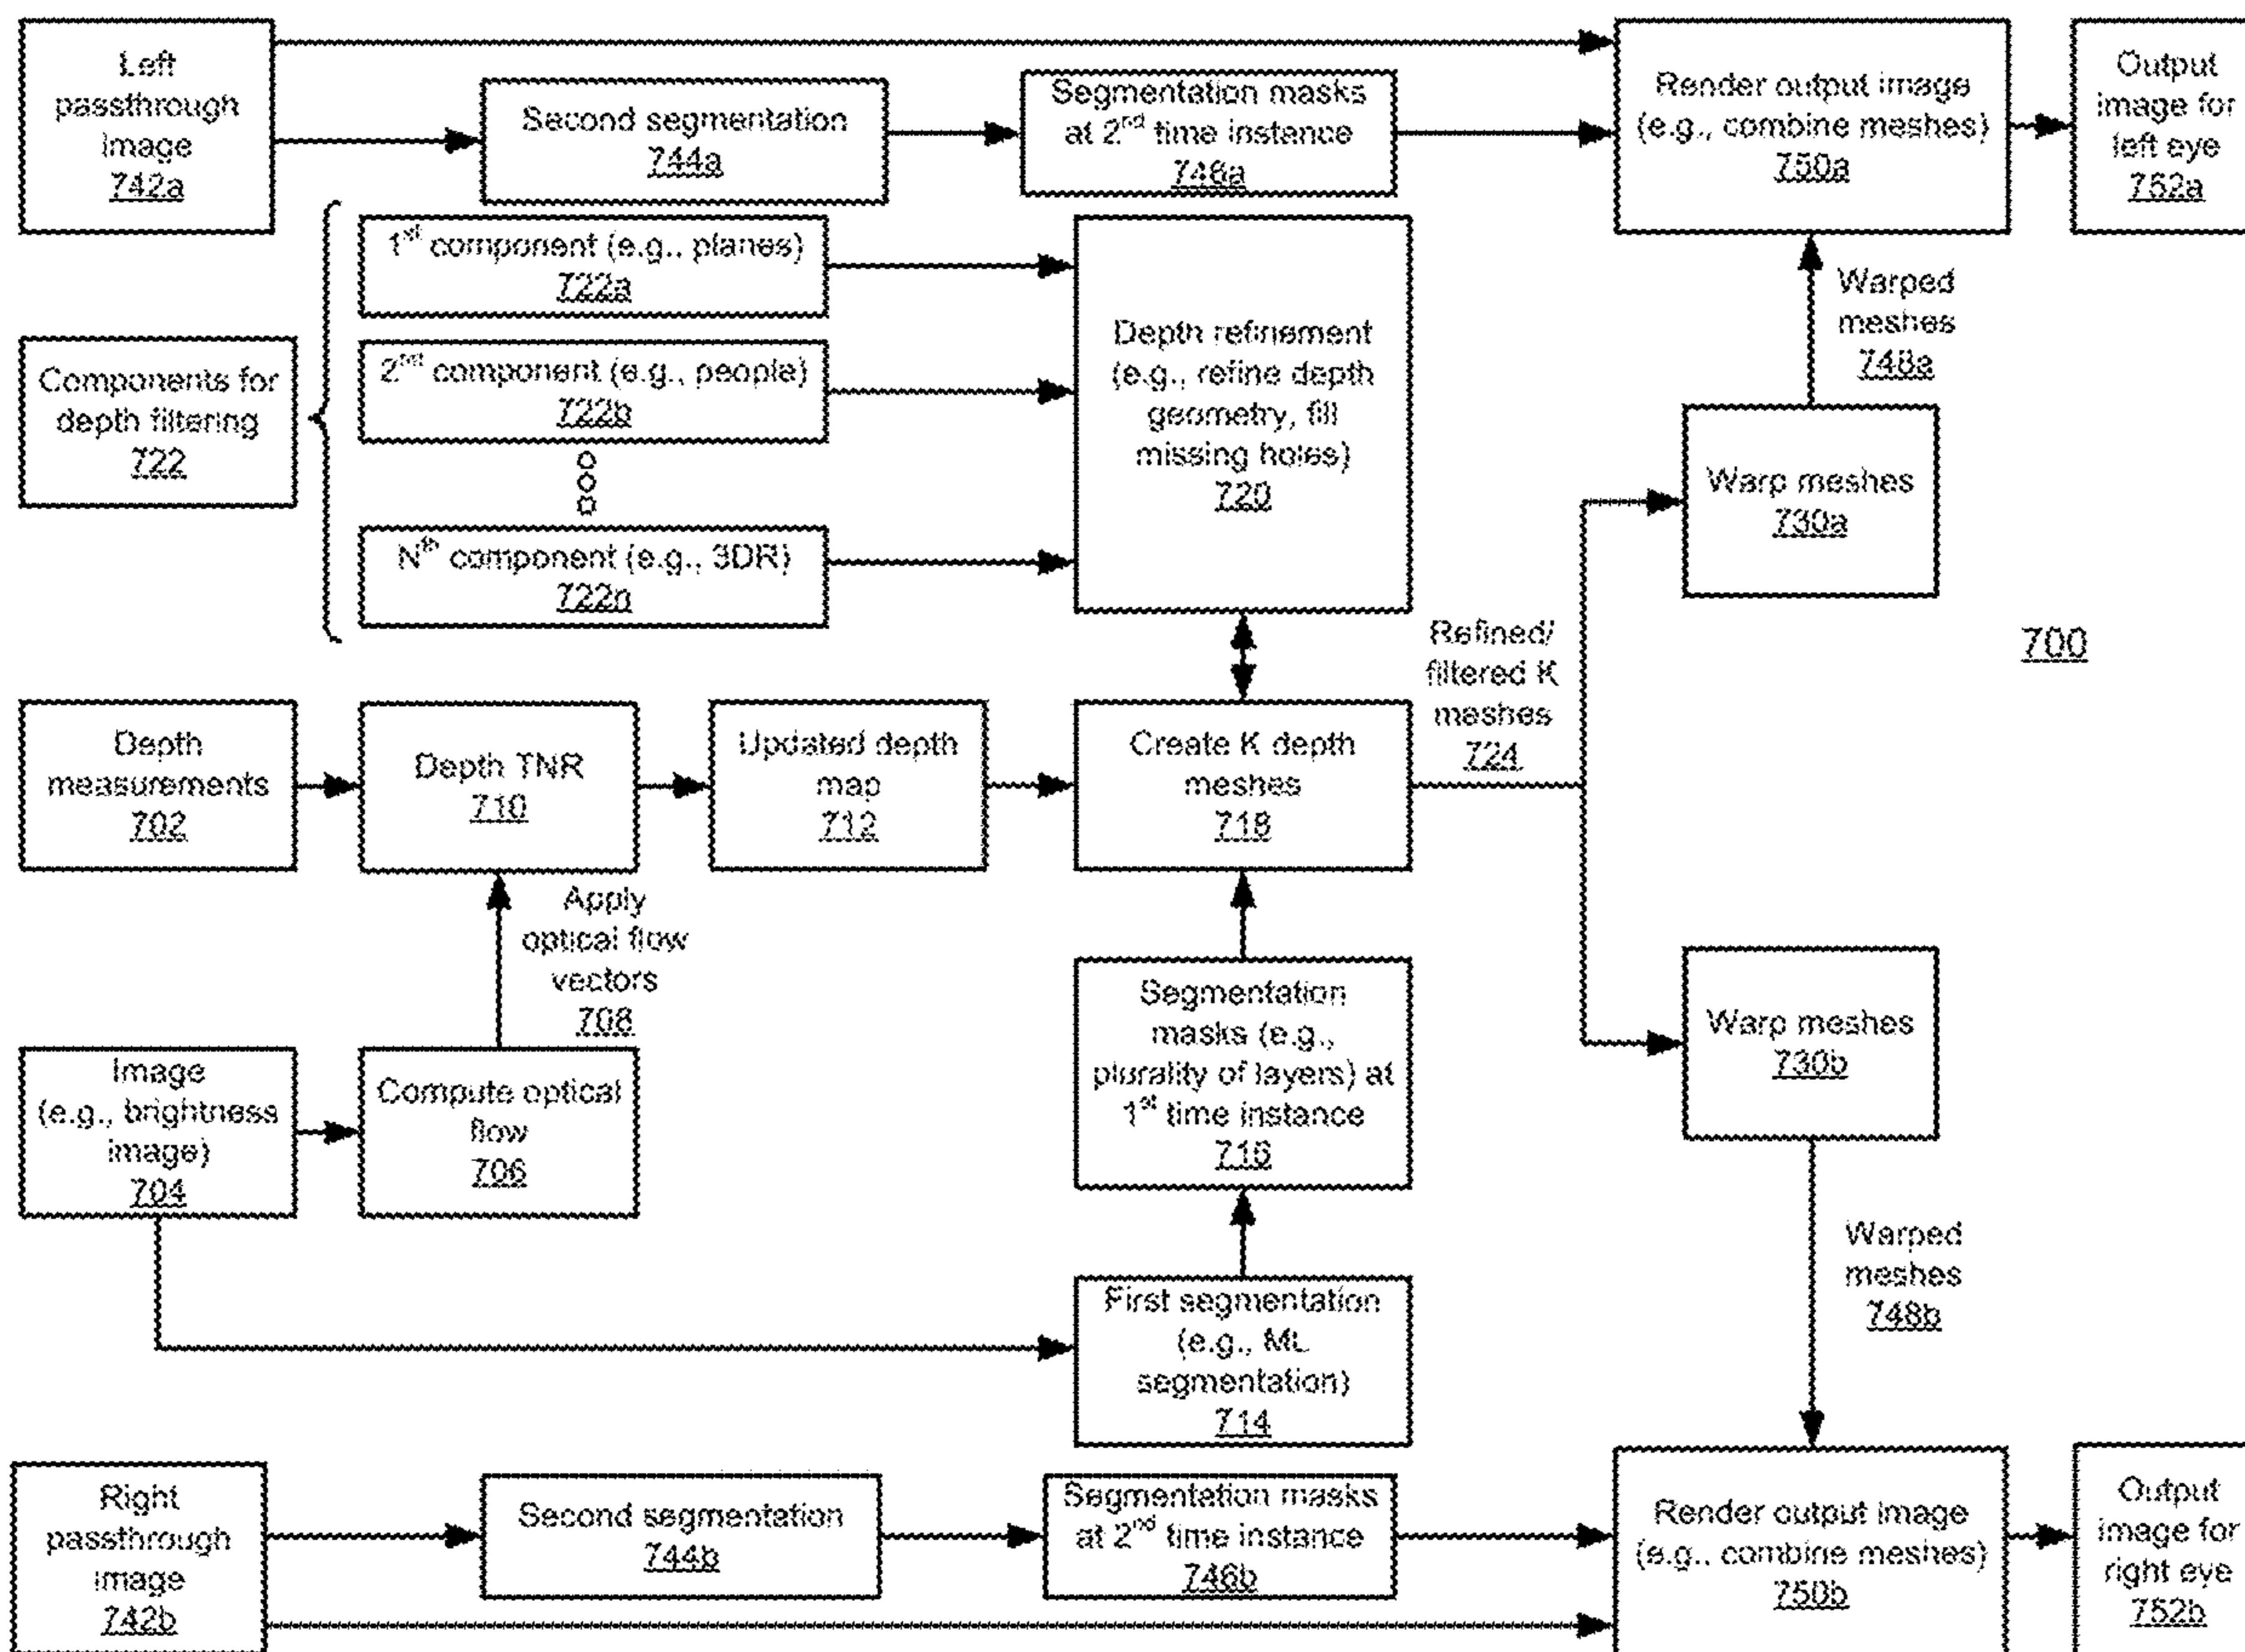 Left
passthrough
image
742a
Second segmentation
744a
Segmentation masks
at 2nd time instance
746a
Render output image
(e.g., combine meshes)
750a
Output
image for
left eye
752a
Components for
depth filtering
722
1st component (e.g., planes)
722a
2nd component (e.g., people)
722b
Nth component (e.g., 3DR)
722n
Depth refinement
(e.g., refine depth
geometry, fill
missing holes)
720
Warped
meshes
748a
Warp meshes
730a
700
Depth
measurements
702
Depth TNR
710
Updated depth
map
712
Create K depth
meshes
718
Refined/
filtered K
meshes
724
Apply
optical flow
vectors
708
Image
(e.g., brightness
image)
704
Compute optical
flow
706
Segmentation
masks (e.g.,
plurality of layers) at
1st time instance
716
Warp meshes
730b
First segmentation
(e.g., ML
segmentation)
714
Warped
meshes
748b
Right
passthrough
image
742b
Second segmentation
744b
Segmentation masks
at 2nd time instance
746b
Render output image
(e.g., combine meshes)
750b
Output
image for
right eye
752b